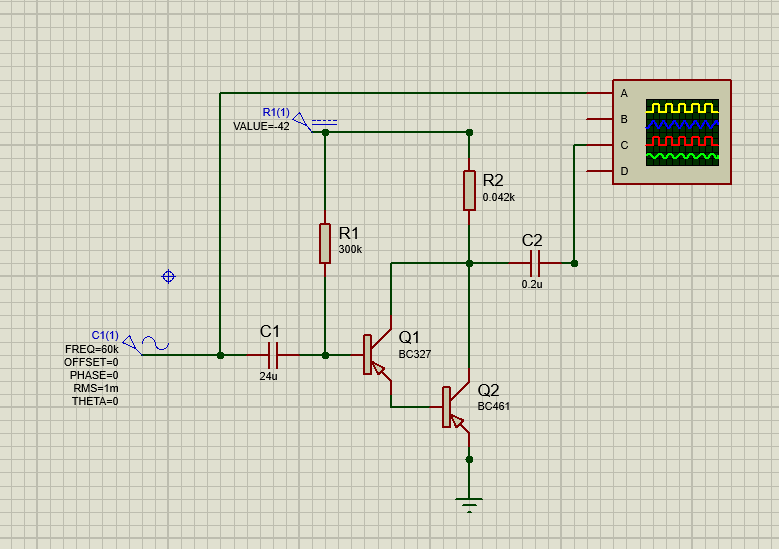 A
R1(1)
VALUE=-42
B
C
D
R2
0.042k
R1
300k
C2
0.2u
C1(1)
FREQ=60k
OFFSET=0
PHASE=0
RMS=1m
THETA=0
C1
24u
Q1
BC327
Q2
BC461